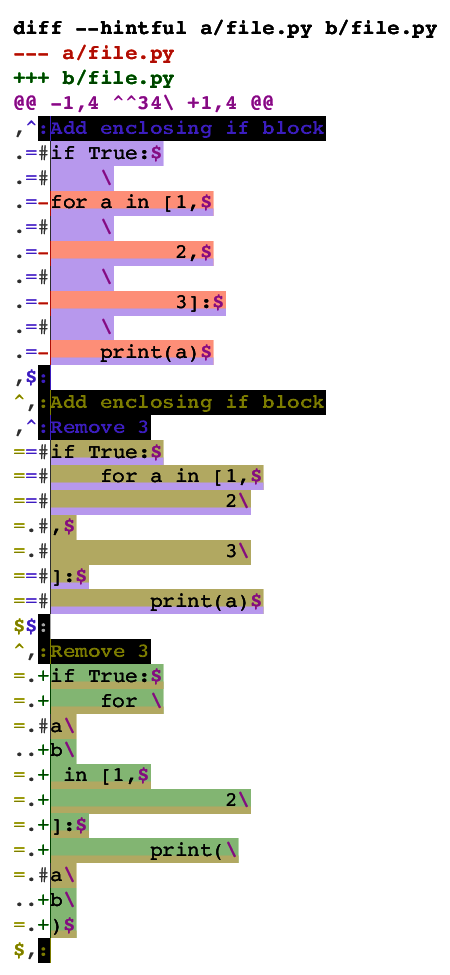 diff --hintful a/file.py b/file.py
--- a/file.py
+++ b/file.py
@@ -1,4 ^^34\ +1,4 @@
,^:Add enclosing if block
.=#if True:$
.=#    \
.=-for a in [1,$
.=#    \
.=-          2,$
.=#    \
.=-          3]:$
.=#    \
.=-    print(a)$
,$:
^,:Add enclosing if block
,^:Remove 3
==#if True:$
==#    for a in [1,$
==#              2\
=.#,$
=.#              3\
==#]:$
==#        print(a)$
$$:
^,:Remove 3
=.+if True:$
=.+    for \
=.#a\
..+b\
=.+ in [1,$
=.+              2\
=.+]:$
=.+        print(\
=.#a\
..+b\
=.+)$
$,: